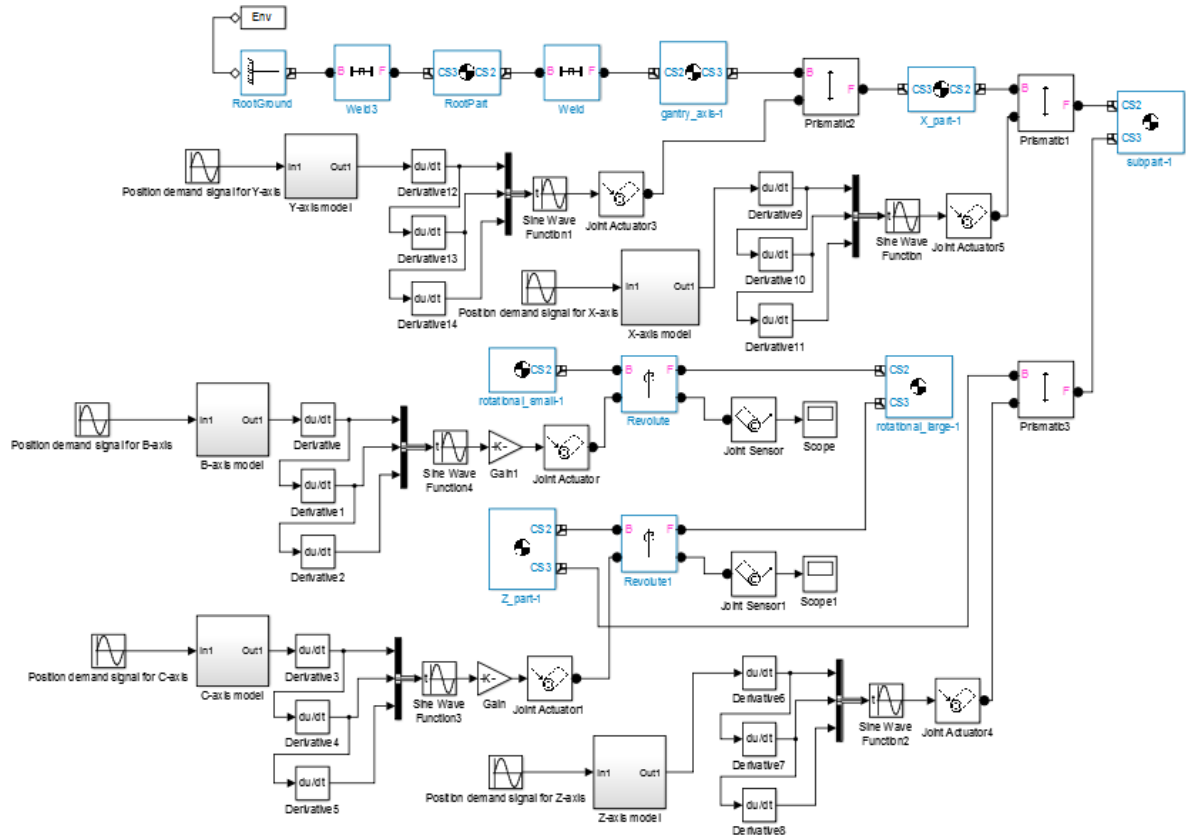 Env
B
F
CS3 CS2
B
F
CS2 CS3
B
F
CS3 CS2
B
F
CS2
CS3
RootGround
Weld3
RootPart
Weld
gantry_axis-1
Prismatic2
X_part-1
Prismatic1
subpart-1
Position demand signal for Y-axis
In1
Out1
Y-axis model
du/dt
Derivative12
du/dt
Derivative13
du/dt
Derivative14
t
Sine Wave
Function1
Joint Actuator3
Position demand signal for X-axis
In1
Out1
X-axis model
du/dt
Derivative9
du/dt
Derivative10
du/dt
Derivative11
t
Sine Wave
Function
Joint Actuator5
CS2
rotational_small-1
B
F
Revolute
CS2
CS3
rotational_large-1
B
F
Prismatic3
Joint Sensor
Scope
Position demand signal for B-axis
In1
Out1
B-axis model
du/dt
Derivative
du/dt
Derivative1
du/dt
Derivative2
t
Sine Wave
Function4
-K-
Gain1
Joint Actuator
CS2
CS3
Z_part-1
B
F
Revolute1
Joint Sensor1
Scope1
Position demand signal for C-axis
In1
Out1
C-axis model
du/dt
Derivative3
du/dt
Derivative4
du/dt
Derivative5
t
Sine Wave
Function3
-K-
Gain
Joint Actuator1
Position demand signal for Z-axis
In1
Out1
Z-axis model
du/dt
Derivative6
du/dt
Derivative7
du/dt
Derivative8
t
Sine Wave
Function2
Joint Actuator4